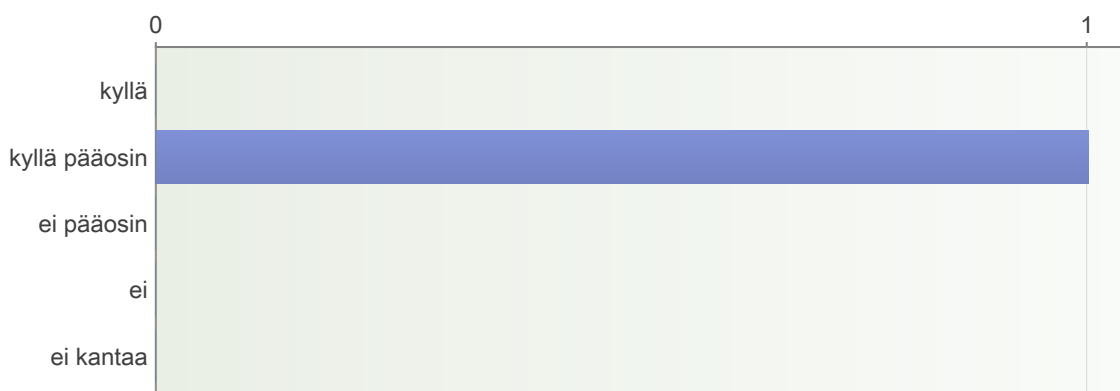 0 1
kyllä
kyllä pääosin
ei pääosin
ei
ei kantaa